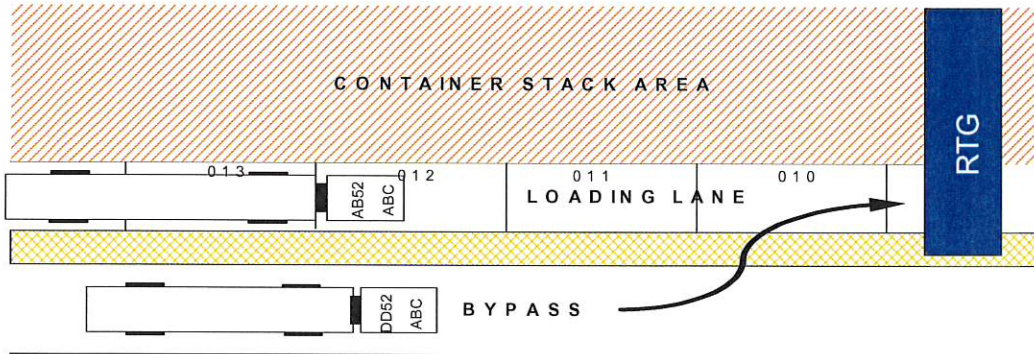 CONTAINER STACK AREA
RTG
013
012
011
010
AB52
ABC
LOADING LANE
DD52
ABC
BYPASS